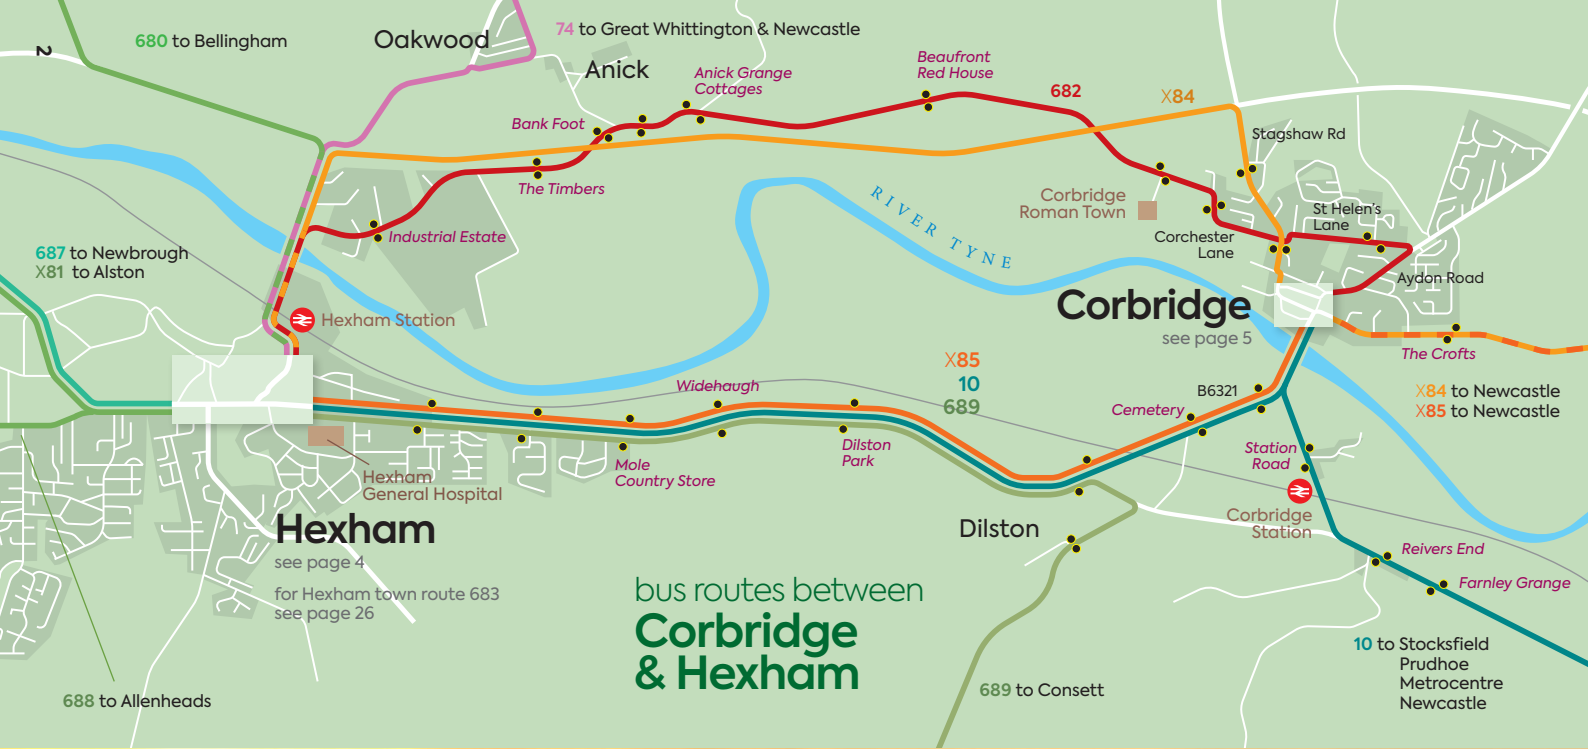 680 to Bellingham
Oakwood
74 to Great Whittington & Newcastle
2
Anick
Anick Grange
Cottages
Beaufront
Red House
682
X84
Bank Foot
Stagshaw Rd
The Timbers
Corbridge
Roman Town
RIVER TYNE
St Helen's
Lane
Industrial Estate
Corchester
Lane
687 to Newbrough
X81 to Alston
Aydon Road
Hexham Station
Corbridge
see page 5
The Crofts
X85
10
689
Widehaugh
B6321
X84 to Newcastle
X85 to Newcastle
Cemetery
Dilston
Park
Station
Road
Mole
Country Store
Hexham
General Hospital
Corbridge
Station
Hexham
see page 4
for Hexham town route 683
see page 26
Dilston
Reivers End
Farnley Grange
bus routes between
Corbridge
& Hexham
10 to Stocksfield
Prudhoe
Metrocentre
Newcastle
688 to Allenheads
689 to Consett